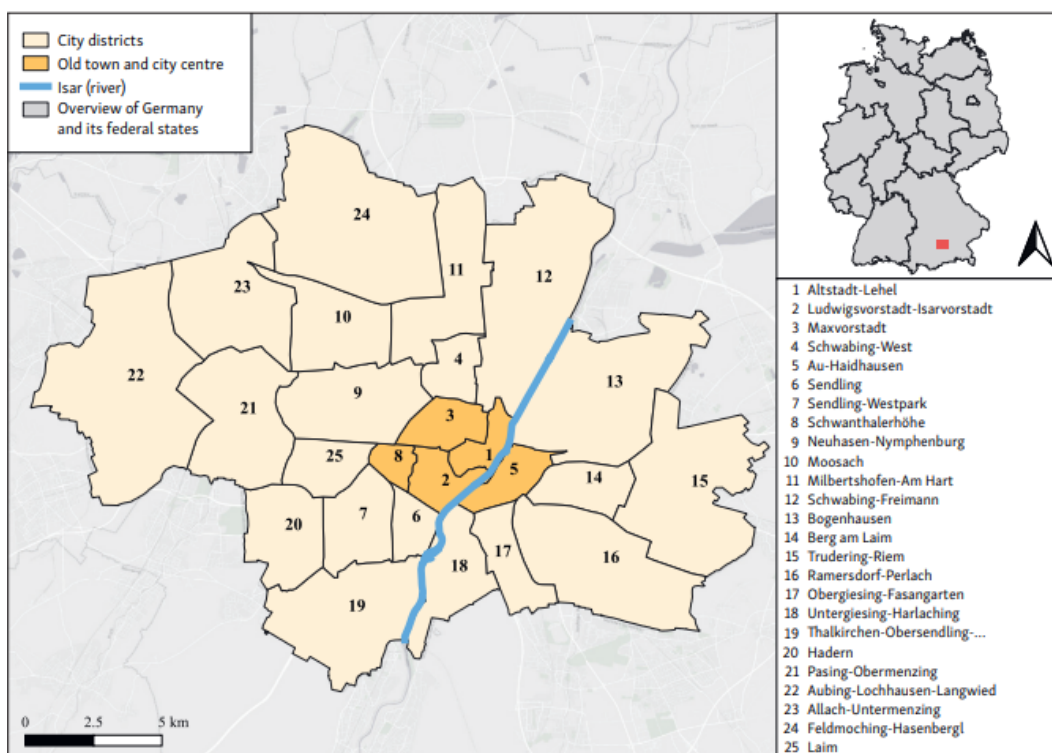 City districts
Old town and city centre
Isar (river)
Overview of Germany
and its federal states
24
23
11
12
10
4
13
22
9
21
3
25
8
1
2
5
14
15
20
7
6
17
16
18
19
0 2.5 5 km
1 Altstadt-Lehel
2 Ludwigsvorstadt-Isarvorstadt
3 Maxvorstadt
4 Schwabing-West
5 Au-Haidhausen
6 Sendling
7 Sendling-Westpark
8 Schwanthalerhöhe
9 Neuhasen-Nymphenburg
10 Moosach
11 Milbertshofen-Am Hart
12 Schwabing-Freimann
13 Bogenhausen
14 Berg am Laim
15 Trudering-Riem
16 Ramersdorf-Perlach
17 Obergiesing-Fasangarten
18 Untergiesing-Harlaching
19 Thalkirchen-Obersendling-...
20 Hadern
21 Pasing-Obermenzing
22 Aubing-Lochhausen-Langwied
23 Allach-Untermenzing
24 Feldmoching-Hasenbergl
25 Laim